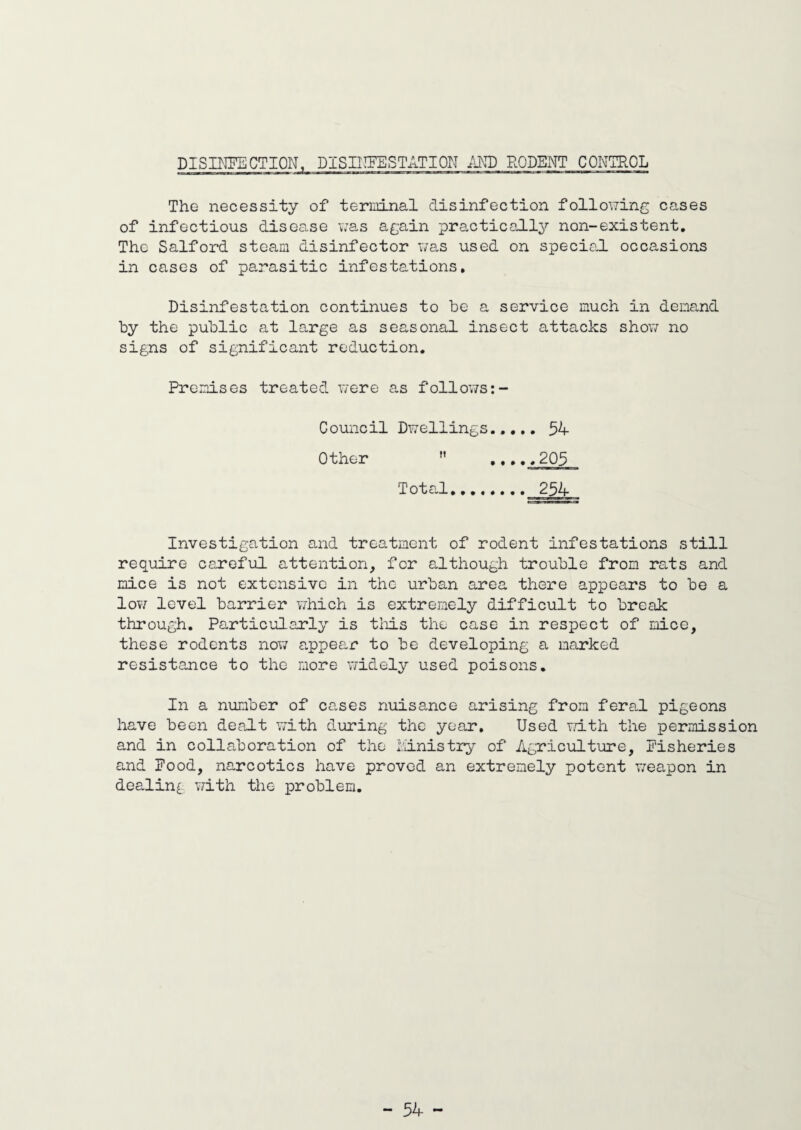 DISINFECTION, DISINFESTATION AND RODENT CONTROL
The necessity of terminal disinfection following cases
of infectious disease was again practically non-existent.
The Salford steam disinfector was used on special occasions
in cases of parasitic infestations.
Disinfestation continues to be a service much in demand
by the public at large as seasonal insect attacks show no
signs of significant reduction.
Premises treated were as follows:-
Council Dwellings..... 54
Other " ......205
Total........ 254
Investigation and treatment of rodent infestations still
require careful attention, for although trouble from rats and
mice is not extensive in the urban area there appears to be a
low level barrier which is extremely difficult to break
through. Particularly is this the case in respect of mice,
these rodents now appear to be developing a marked
resistance to the more widely used poisons.
In a number of cases nuisance arising from feral pigeons
have been dealt with during the year. Used with the permission
and in collaboration of the Ministry of Agriculture, Fisheries
and Food, narcotics have proved an extremely potent weapon in
dealing with the problem.
- 54 -